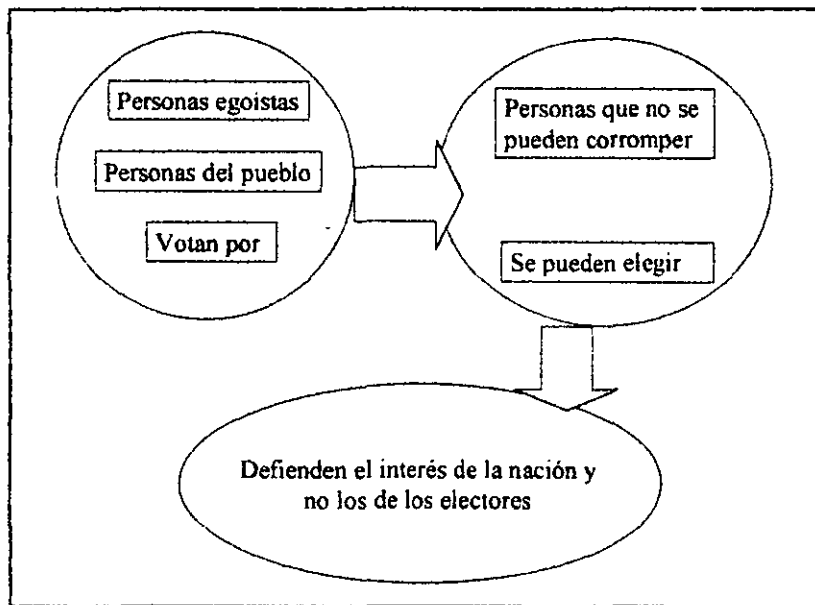 Personas egoistas
Personas del pueblo
Votan por
Personas que no se
pueden corromper
Se pueden elegir
Defienden el interés de la nación y
no los de los electores